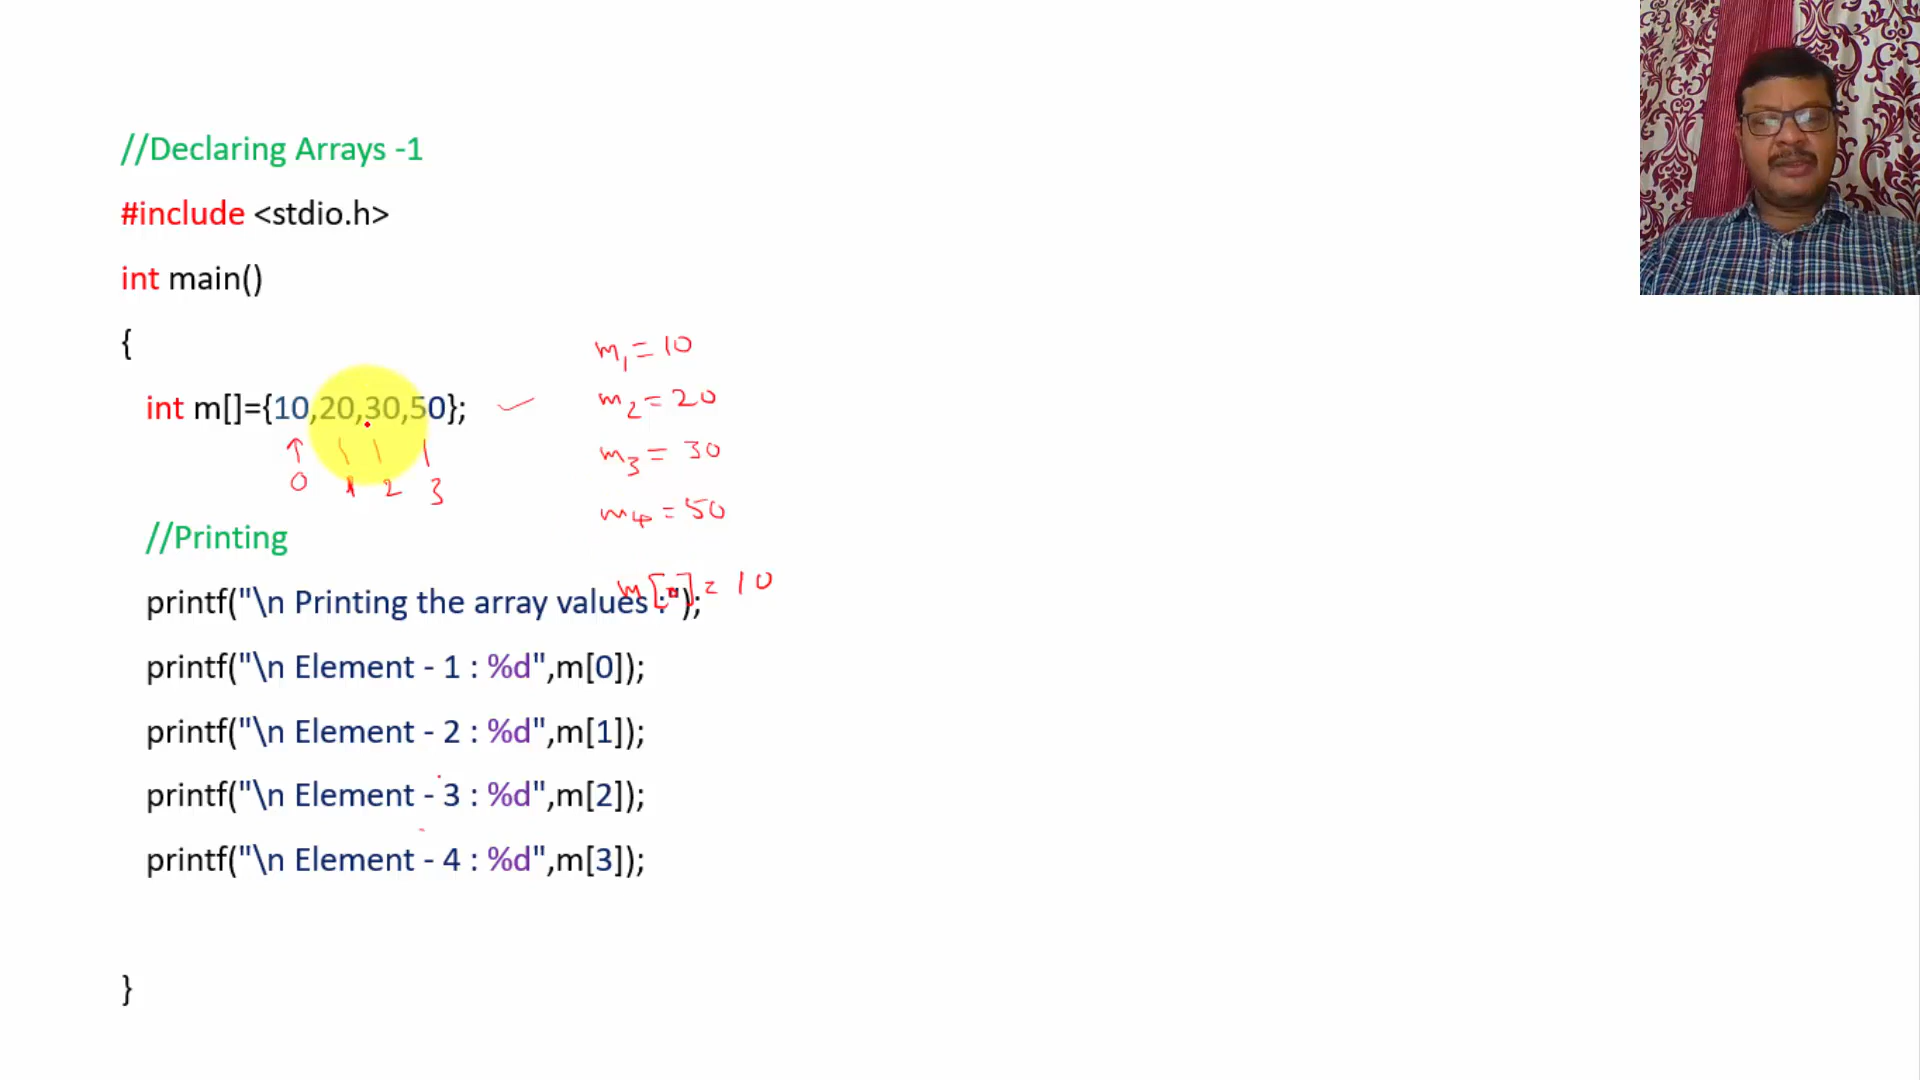 //Declaring Arrays -1
#include <stdio.h>
int main()
{
m1 = 10
int m[]={10,20,30,50};
m2 = 20
0 1 2 3
m3 = 30
m4 = 50
//Printing
m[0] = 10
printf("\n Printing the array values :");
printf("\n Element - 1 : %d",m[0]);
printf("\n Element - 2 : %d",m[1]);
printf("\n Element - 3 : %d",m[2]);
printf("\n Element - 4 : %d",m[3]);
}